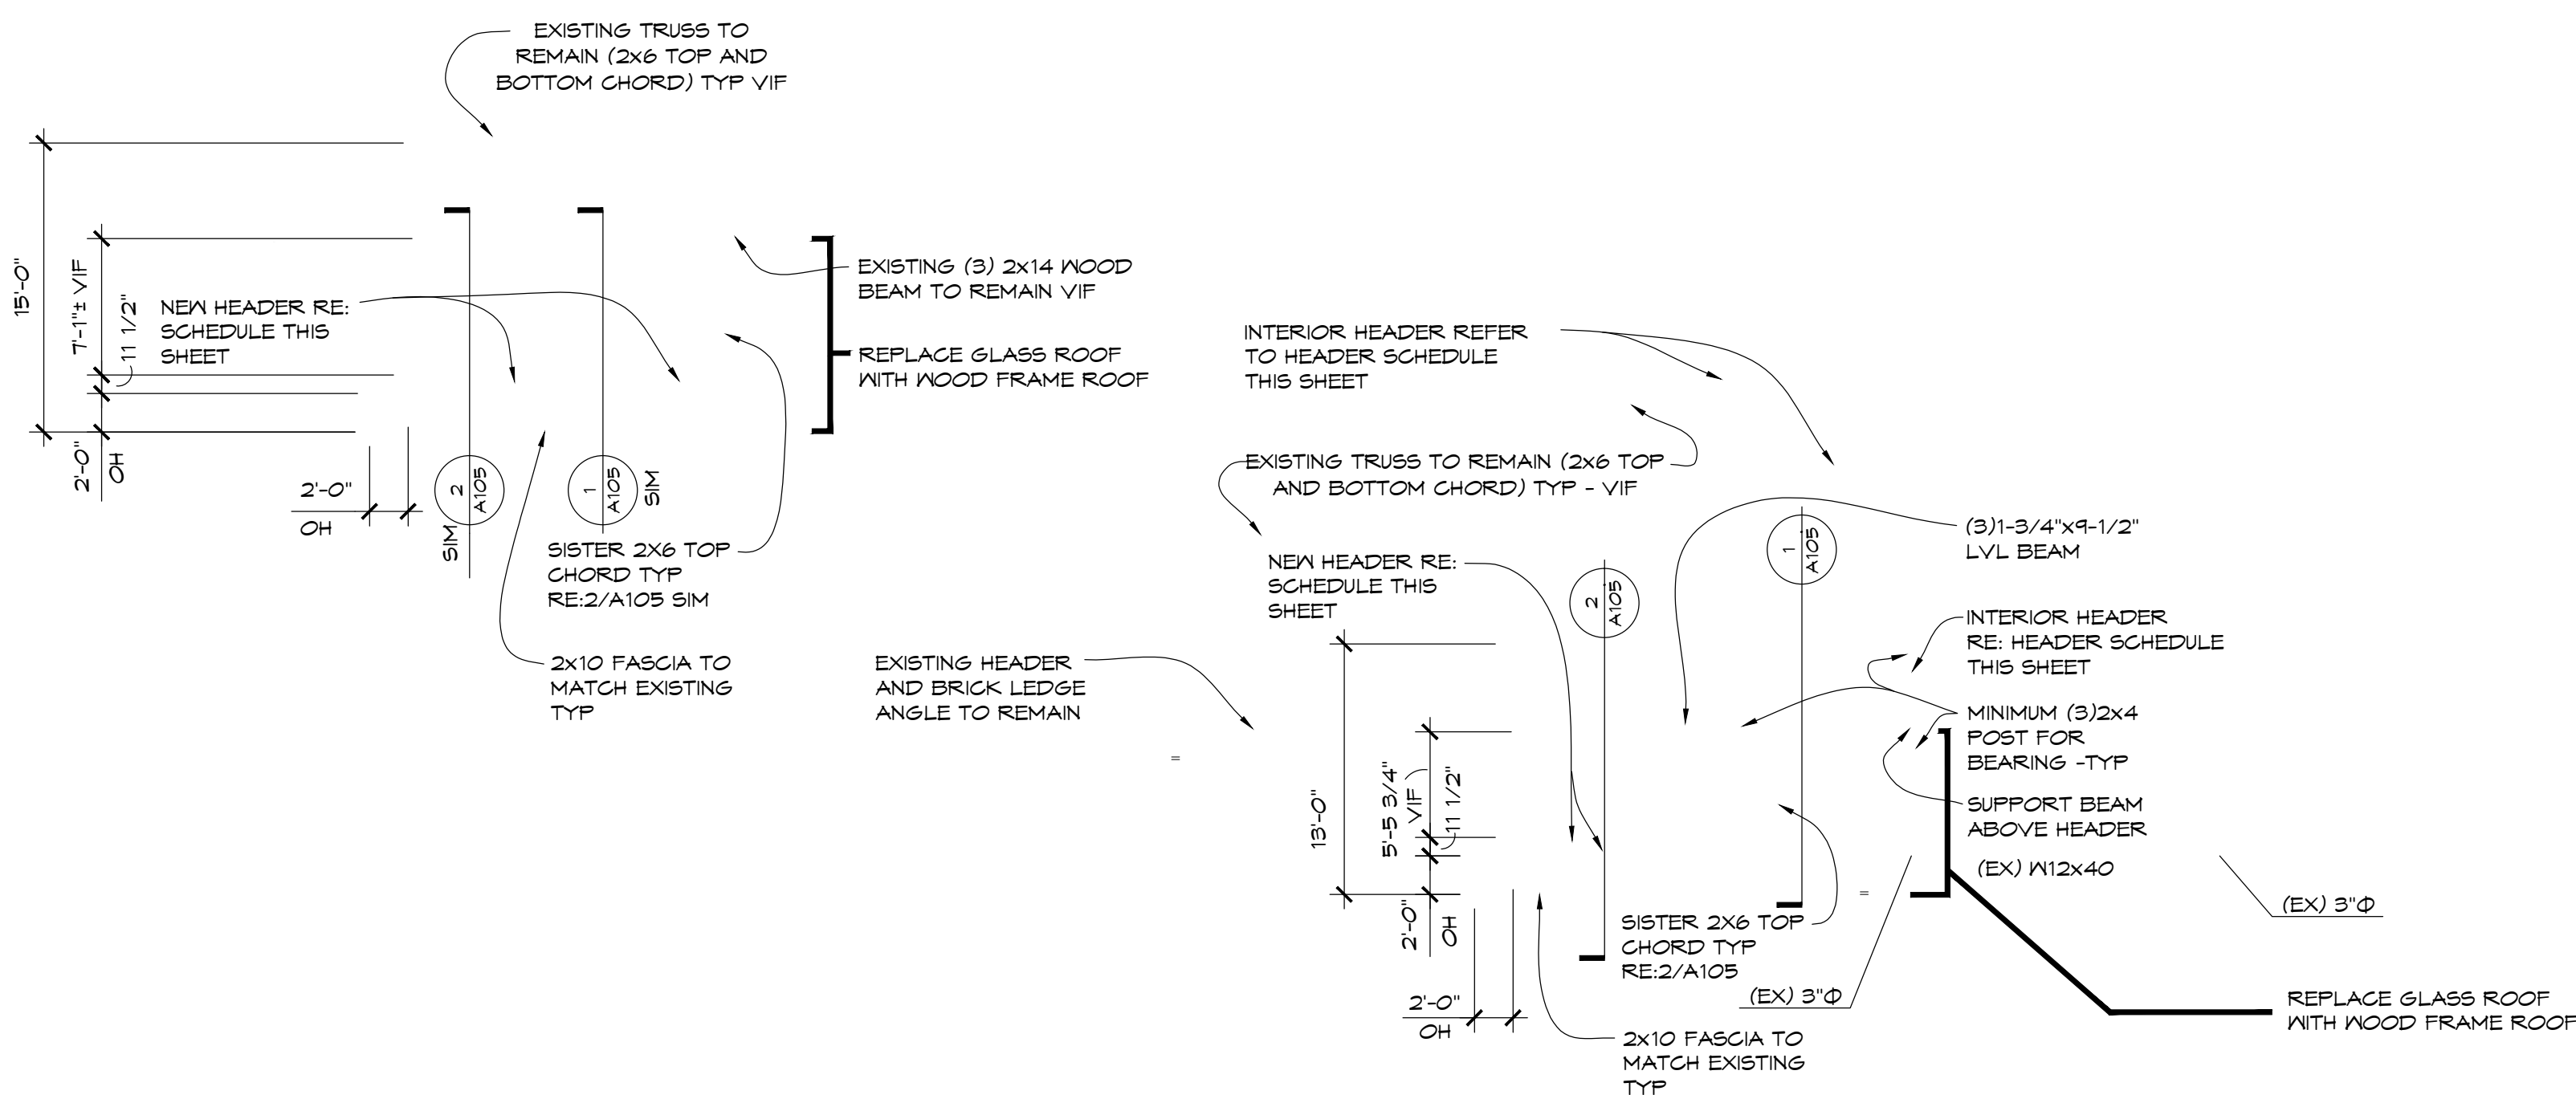 EXISTING TRUSS TO
REMAIN (2x6 TOP AND
BOTTOM CHORD) TYP VIF
15'-0"
7'-1"± VIF
11 1/2"
NEW HEADER RE:
SCHEDULE THIS
SHEET
2'-0"
OH
2'-0"
OH
2
A105
SIM
1
A105
SIM
EXISTING (3) 2x14 WOOD
BEAM TO REMAIN VIF
REPLACE GLASS ROOF
WITH WOOD FRAME ROOF
SISTER 2X6 TOP
CHORD TYP
RE:2/A105 SIM
2x10 FASCIA TO
MATCH EXISTING
TYP
EXISTING HEADER
AND BRICK LEDGE
ANGLE TO REMAIN
=
INTERIOR HEADER REFER
TO HEADER SCHEDULE
THIS SHEET
EXISTING TRUSS TO REMAIN (2x6 TOP
AND BOTTOM CHORD) TYP - VIF
NEW HEADER RE:
SCHEDULE THIS
SHEET
2
A105
1
A105
(3)1-3/4"x9-1/2"
LVL BEAM
INTERIOR HEADER
RE: HEADER SCHEDULE
THIS SHEET
MINIMUM (3)2x4
POST FOR
BEARING -TYP
SUPPORT BEAM
ABOVE HEADER
(EX) W12x40
13'-0"
5'-5 3/4"
VIF
11 1/2"
2'-0"
OH
2'-0"
OH
=
SISTER 2X6 TOP
CHORD TYP
RE:2/A105
(EX) 3"Φ
(EX) 3"Φ
2x10 FASCIA TO
MATCH EXISTING
TYP
REPLACE GLASS ROOF
WITH WOOD FRAME ROOF